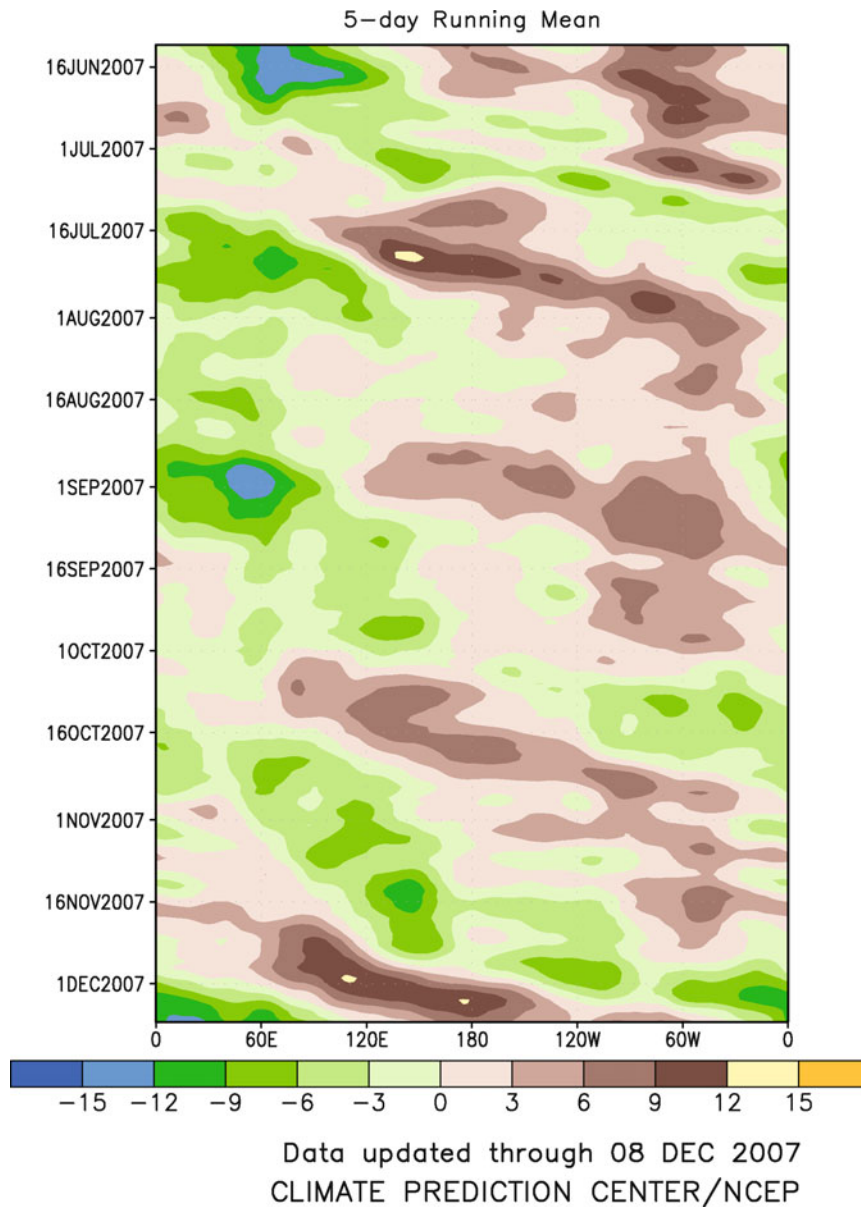 5-day Running Mean
16JUN2007
1JUL2007
16JUL2007
1AUG2007
16AUG2007
1SEP2007
16SEP2007
1OCT2007
16OCT2007
1NOV2007
16NOV2007
1DEC2007
0 60E 120E 180 120W 60W 0
-15 -12 -9 -6 -3 0 3 6 9 12 15
Data updated through 08 DEC 2007
CLIMATE PREDICTION CENTER/NCEP